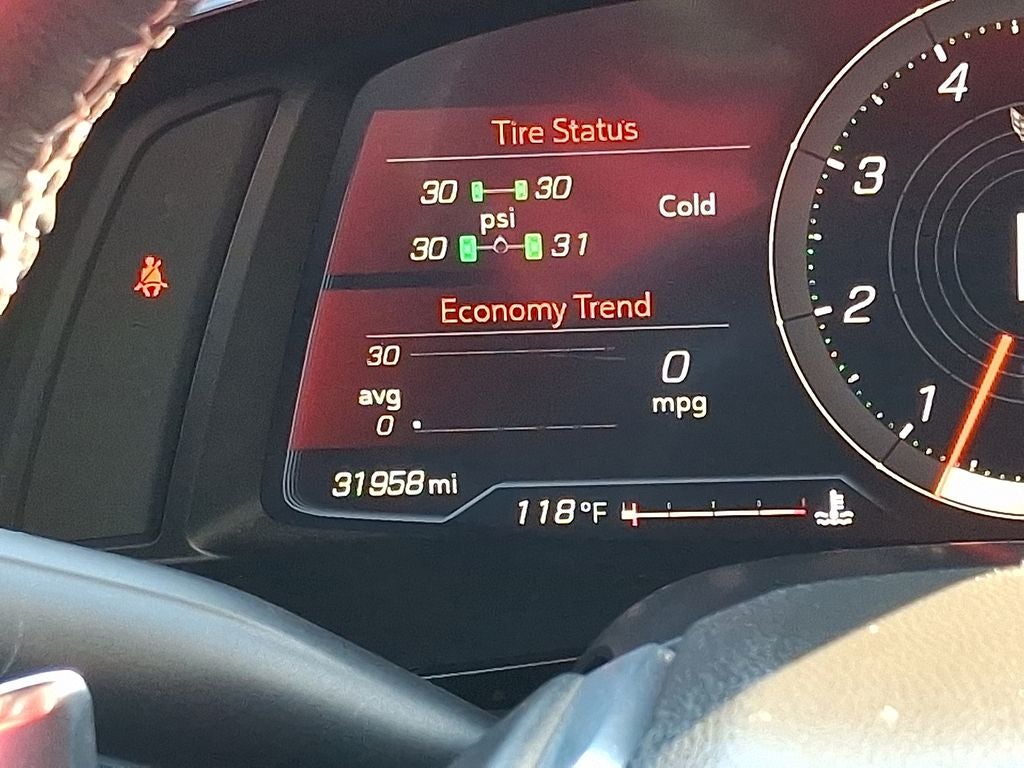 Tire Status
30 30
psi
Cold
30 31
Economy Trend
30
0
avg
mpg
0
31958 mi
118°F
4
3
2
1